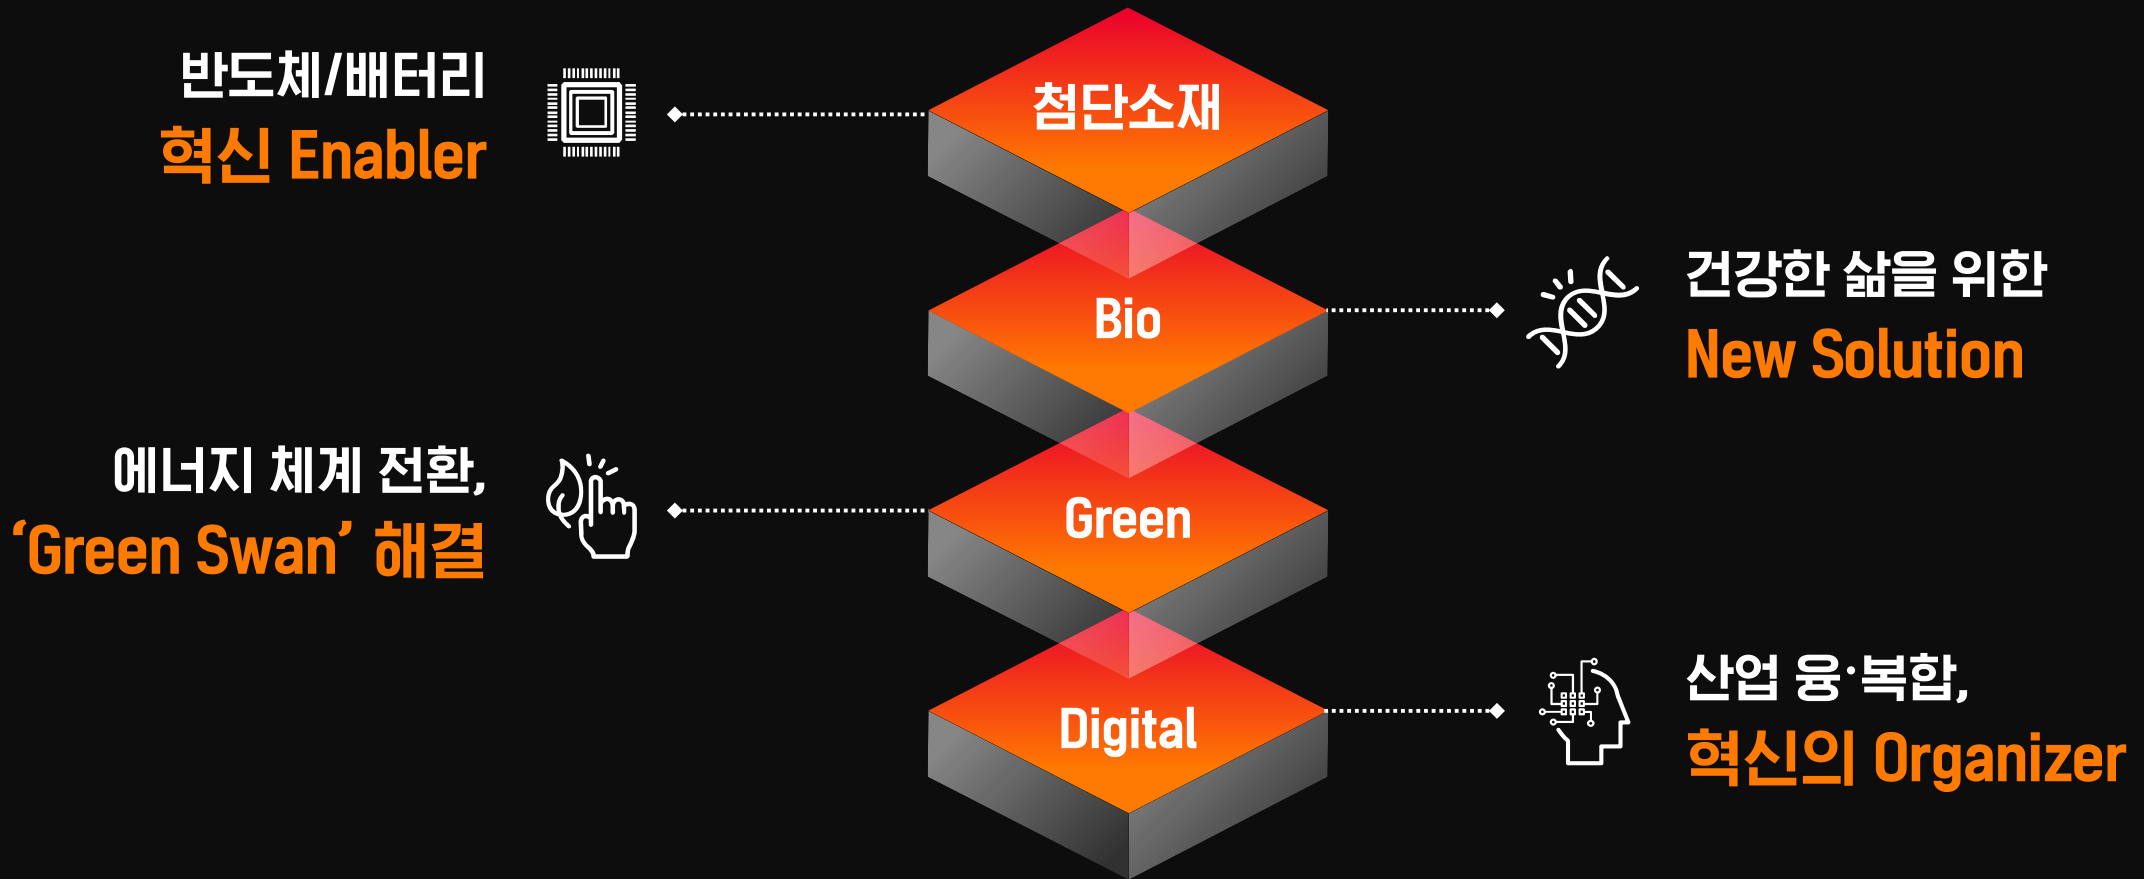 반도체/배터리
혁신 Enabler
첨단소재
건강한 삶을 위한
New Solution
Bio
에너지 체계 전환,
‘Green Swan’ 해결
Green
산업 융·복합,
혁신의 Organizer
Digital